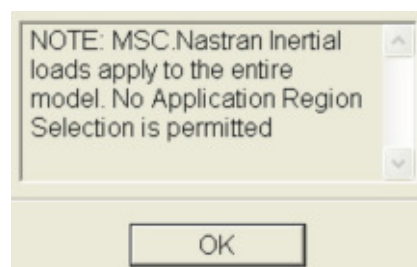 NOTE: MSC.Nastran Inertial
loads apply to the entire
model. No Application Region
Selection is permitted
OK